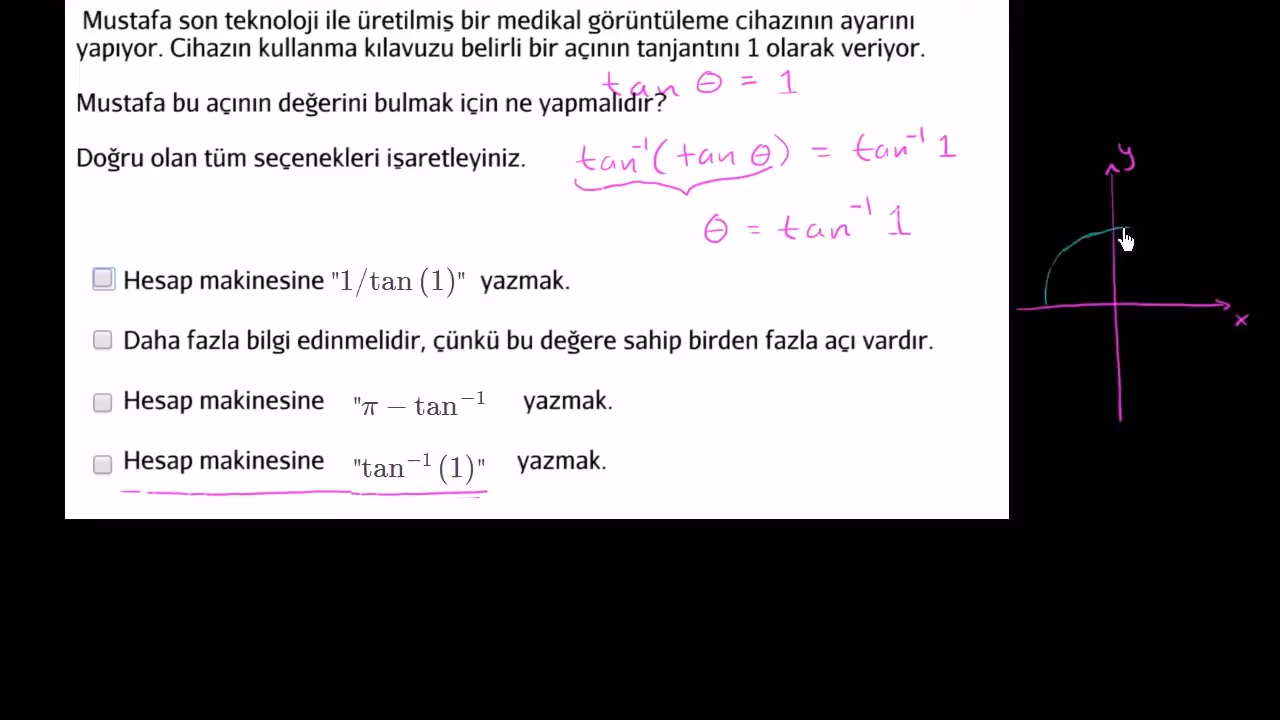 Mustafa son teknoloji ile üretilmiş bir medikal görüntüleme cihazının ayarını
yapıyor. Cihazın kullanma kılavuzu belirli bir açının tanjantını 1 olarak veriyor.
tan θ = 1
Mustafa bu açının değerini bulmak için ne yapmalıdır?
Doğru olan tüm seçenekleri işaretleyiniz.
tan⁻¹(tan θ) = tan⁻¹ 1
θ = tan⁻¹ 1
Hesap makinesine "1/tan (1)" yazmak.
Daha fazla bilgi edinmelidir, çünkü bu değere sahip birden fazla açı vardır.
Hesap makinesine "π − tan⁻¹ yazmak.
Hesap makinesine "tan⁻¹ (1)" yazmak.
y
x